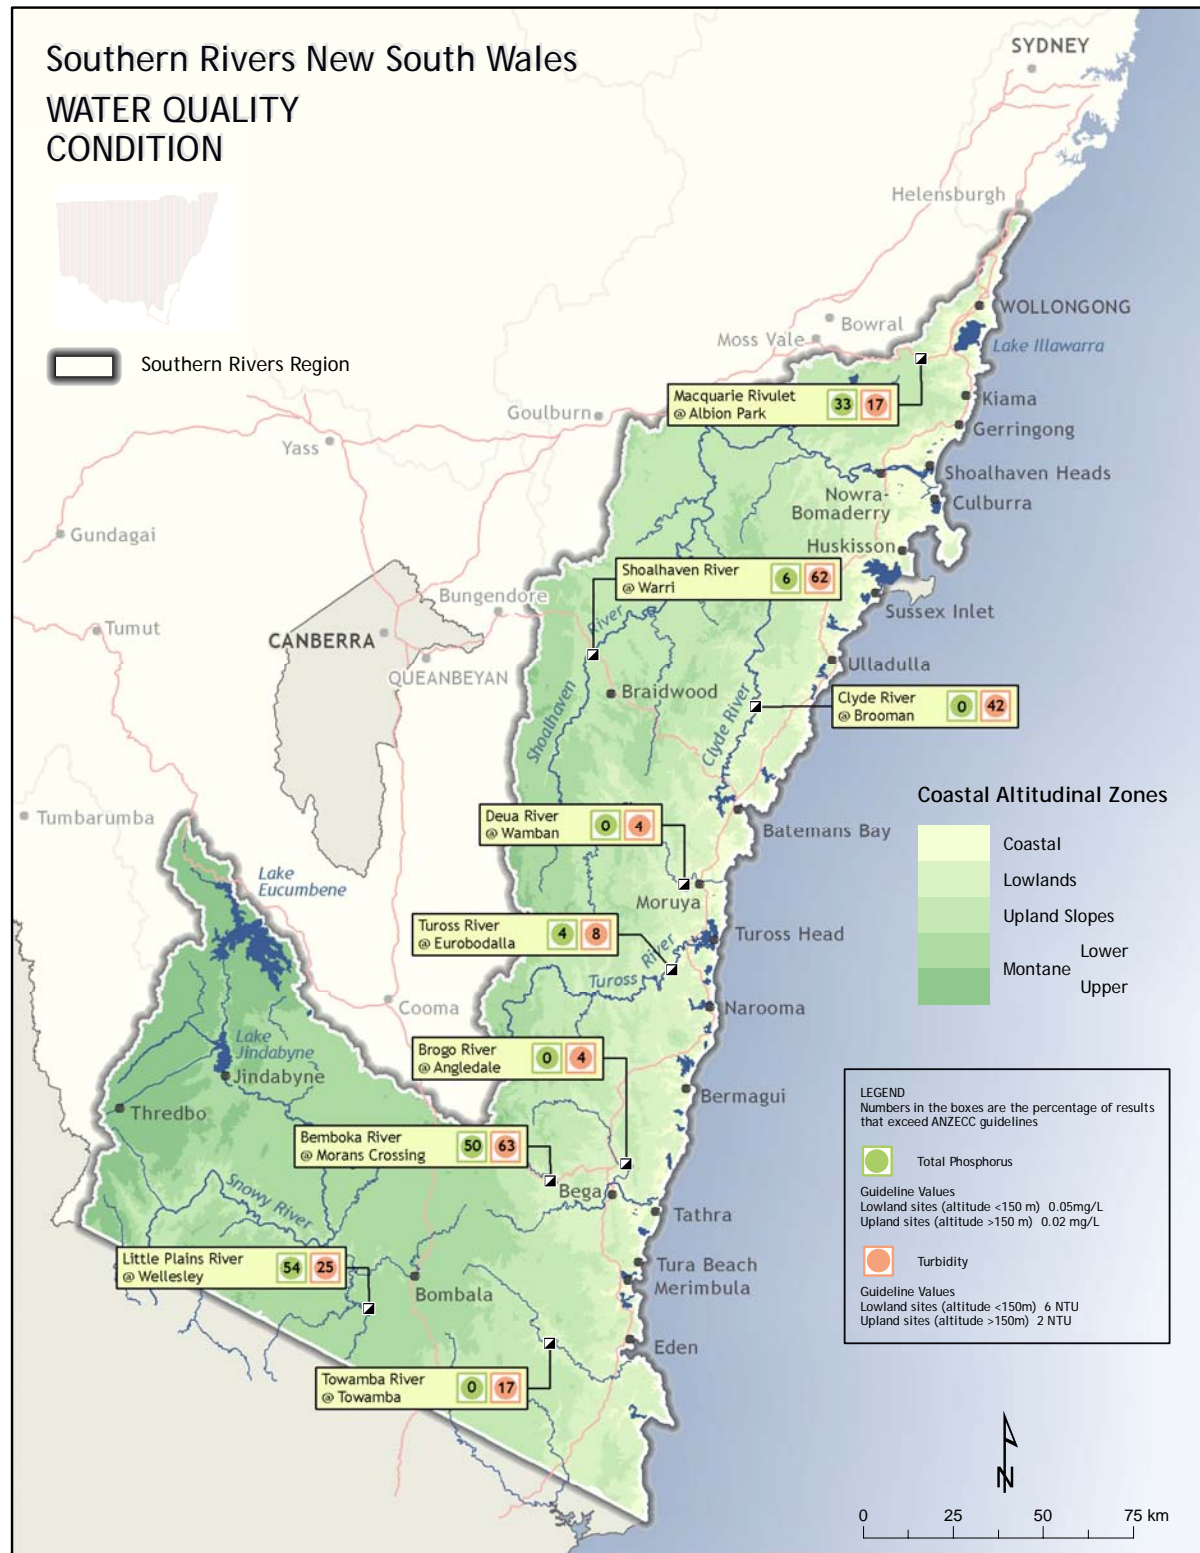 Southern Rivers New South Wales
WATER QUALITY
CONDITION
Southern Rivers Region
SYDNEY
Helensburgh
WOLLONGONG
Lake Illawarra
Bowral
Moss Vale
Macquarie Rivulet
@ Albion Park
33
17
Kiama
Gerringong
Goulburn
Yass
Shoalhaven Heads
Nowra-
Bomaderry
Culburra
Gundagai
Huskisson
Shoalhaven River
@ Warri
6
62
Bungendore
Sussex Inlet
River
Tumut
CANBERRA
QUEANBEYAN
Ulladulla
Braidwood
Shoalhaven
Clyde River
Clyde River
@ Brooman
0
42
Coastal Altitudinal Zones
Coastal
Lowlands
Upland Slopes
Montane
Lower
Upper
Tumbarumba
Deua River
@ Wamban
0
4
Batemans Bay
Lake
Eucumbene
Moruya
Tuross River
@ Eurobodalla
4
8
Tuross Head
Tuross
River
Cooma
Narooma
Lake
Jindabyne
Jindabyne
Brogo River
@ Angledale
0
4
Thredbo
Bermagui
Bemboka River
@ Morans Crossing
50
63
Bega
Snowy River
Tathra
Little Plains River
@ Wellesley
54
25
Tura Beach
Merimbula
Bombala
Eden
Towamba River
@ Towamba
0
17
LEGEND
Numbers in the boxes are the percentage of results
that exceed ANZECC guidelines
Total Phosphorus
Guideline Values
Lowland sites (altitude <150 m) 0.05mg/L
Upland sites (altitude >150 m) 0.02 mg/L
Turbidity
Guideline Values
Lowland sites (altitude <150m) 6 NTU
Upland sites (altitude >150m) 2 NTU
N
0 25 50 75 km